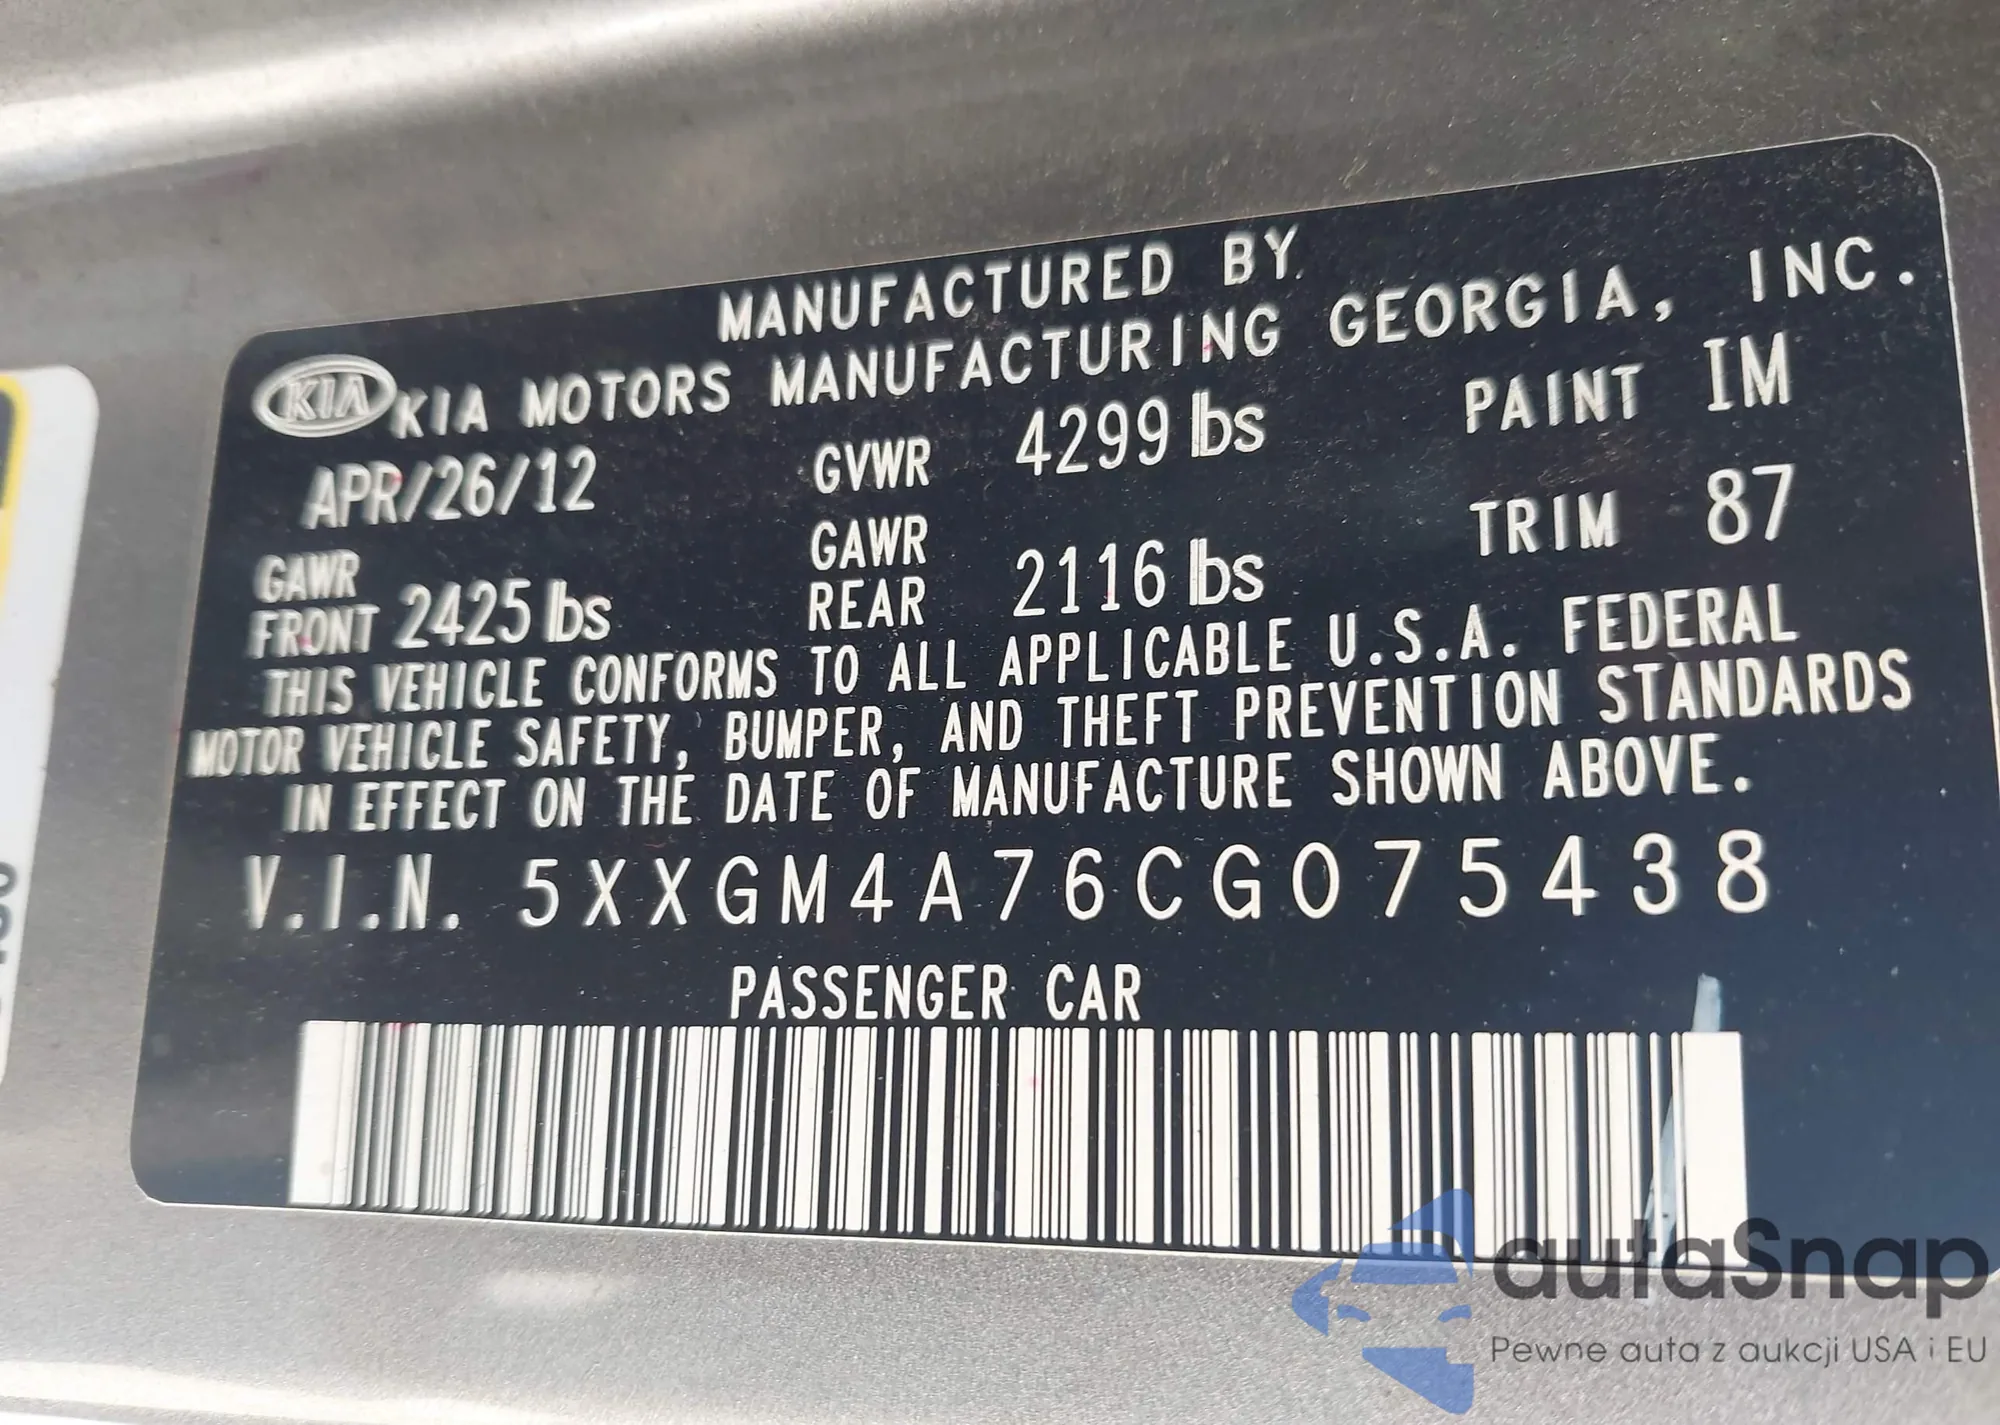 MANUFACTURED BY
KIA KIA MOTORS MANUFACTURING GEORGIA, INC.
APR/26/12 GVWR 4299 lbs PAINT IM
GAWR FRONT 2425 lbs GAWR REAR 2116 lbs TRIM 87
THIS VEHICLE CONFORMS TO ALL APPLICABLE U.S.A. FEDERAL
MOTOR VEHICLE SAFETY, BUMPER, AND THEFT PREVENTION STANDARDS
IN EFFECT ON THE DATE OF MANUFACTURE SHOWN ABOVE.
V.I.N. 5XXGM4A76CG075438
PASSENGER CAR
autaSnap
Pewne auta z aukcji USA i EU